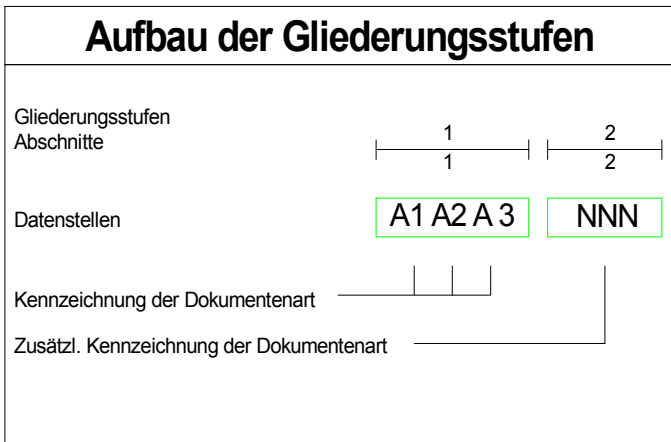 Aufbau der Gliederungsstufen
Gliederungsstufen
Abschnitte
1 2
1 2
Datenstellen A1 A2 A 3 NNN
Kennzeichnung der Dokumentenart
Zusätzl. Kennzeichnung der Dokumentenart